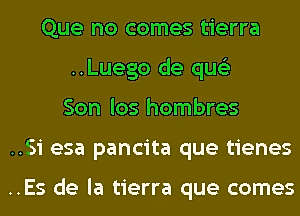 Que no comes tierra
..Luego de qué
Son los hombres
..Si esa pancita que tienes
..Es de la tierra que comes